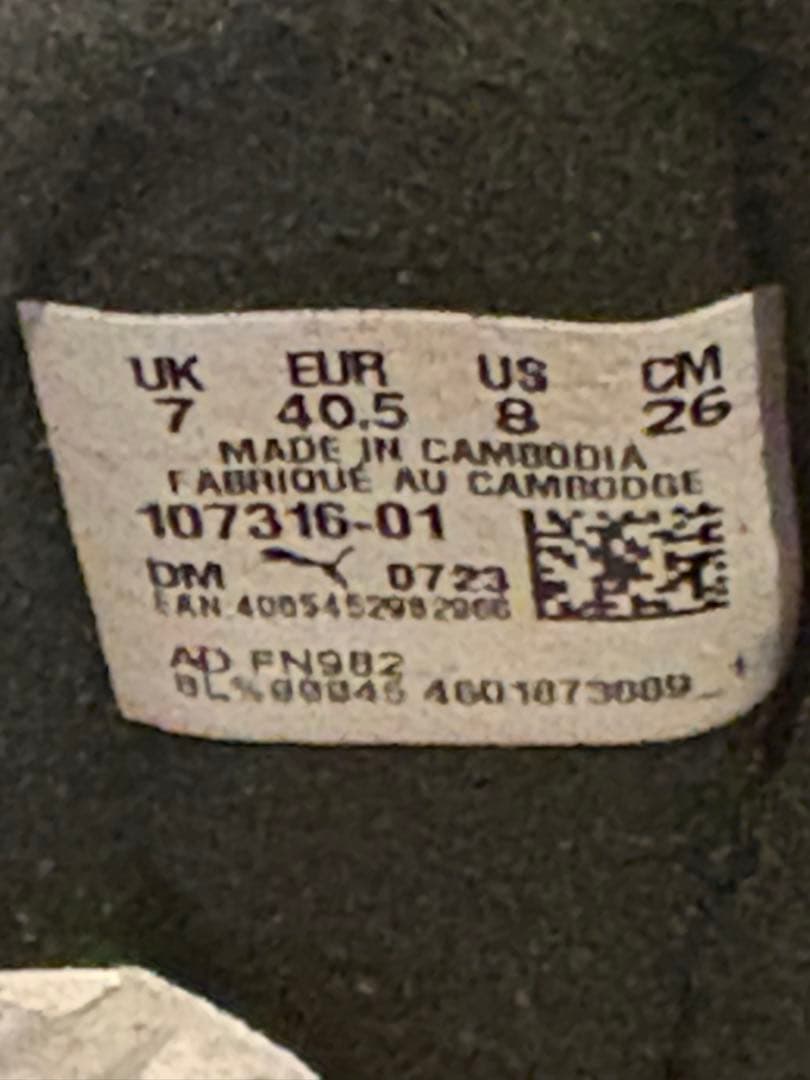 UK EUR US CM
7 40.5 8 26
MADE IN CAMBODIA
FABRIQUÉ AU CAMBODGE
107316-01
DM 0723
EAN
AD FN982